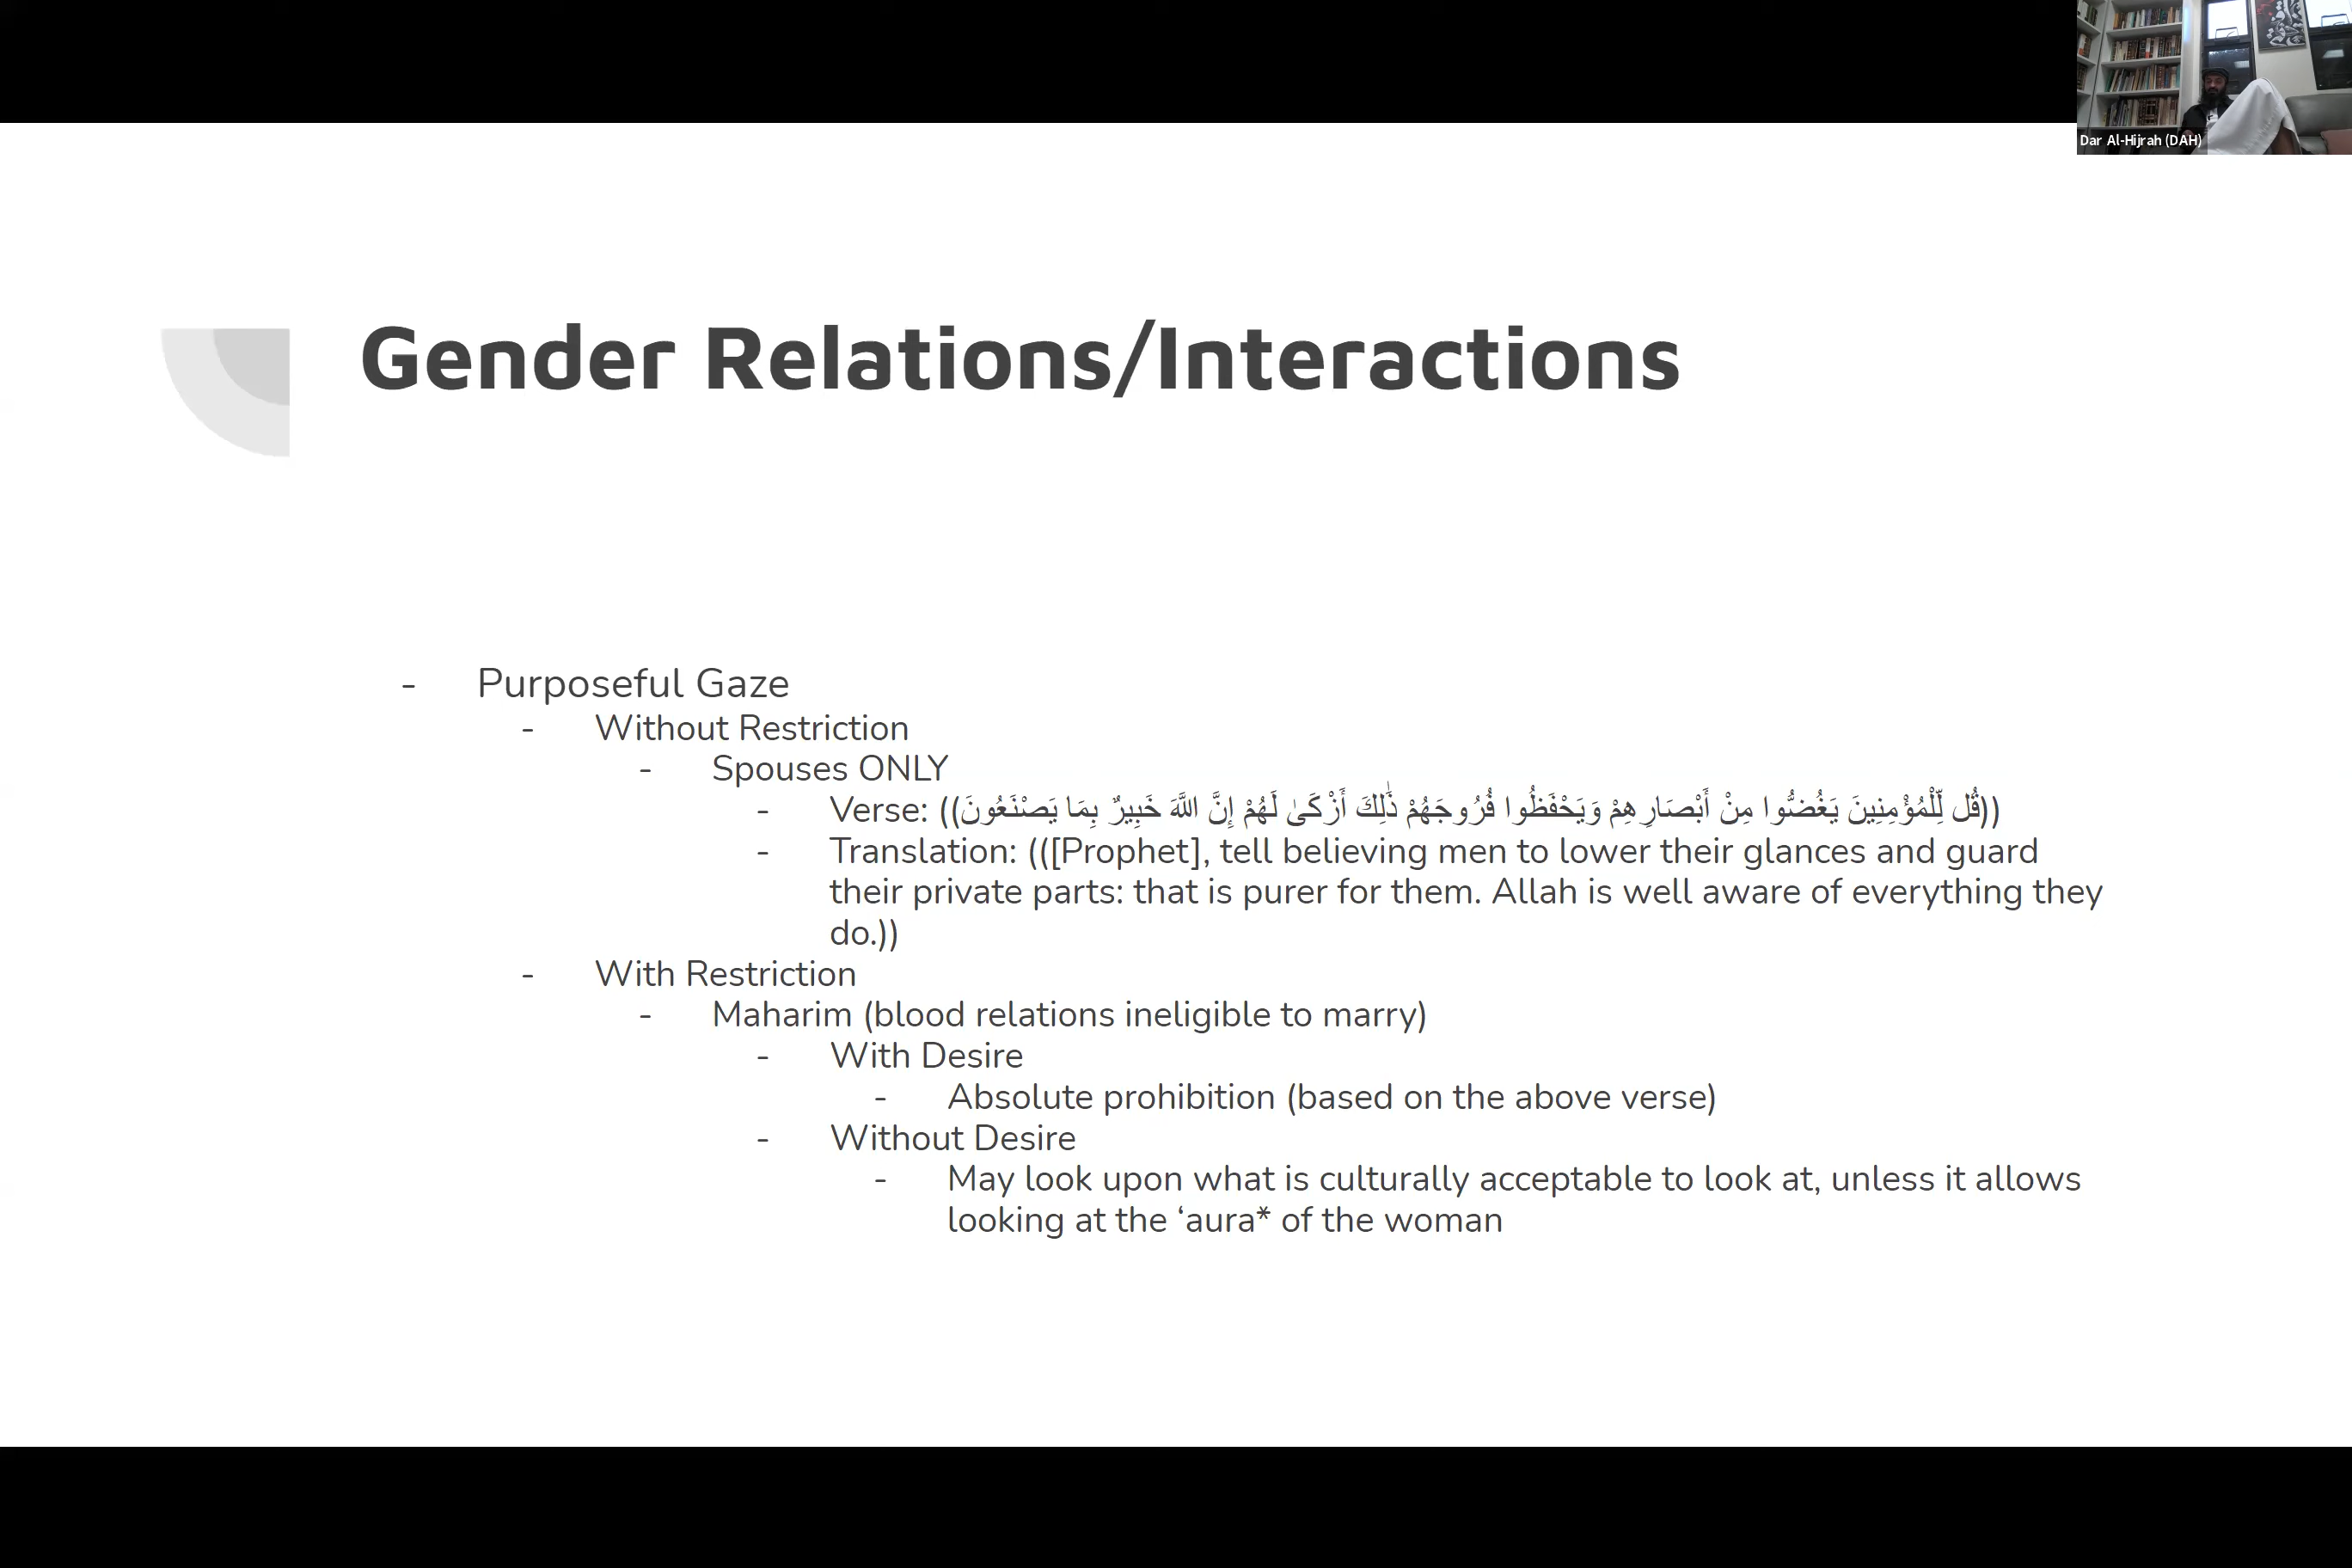 Dar Al-Hijrah (DAH)
Gender Relations/Interactions
- Purposeful Gaze
- Without Restriction
- Spouses ONLY
- Verse: ((قُل لِّلْمُؤْمِنِينَ يَغُضُّوا مِنْ أَبْصَارِهِمْ وَيَحْفَظُوا فُرُوجَهُمْ ذَٰلِكَ أَزْكَىٰ لَهُمْ إِنَّ اللَّهَ خَبِيرٌ بِمَا يَصْنَعُونَ))
- Translation: (([Prophet], tell believing men to lower their glances and guard
their private parts: that is purer for them. Allah is well aware of everything they
do.))
- With Restriction
- Maharim (blood relations ineligible to marry)
- With Desire
- Absolute prohibition (based on the above verse)
- Without Desire
- May look upon what is culturally acceptable to look at, unless it allows
looking at the ‘aura* of the woman